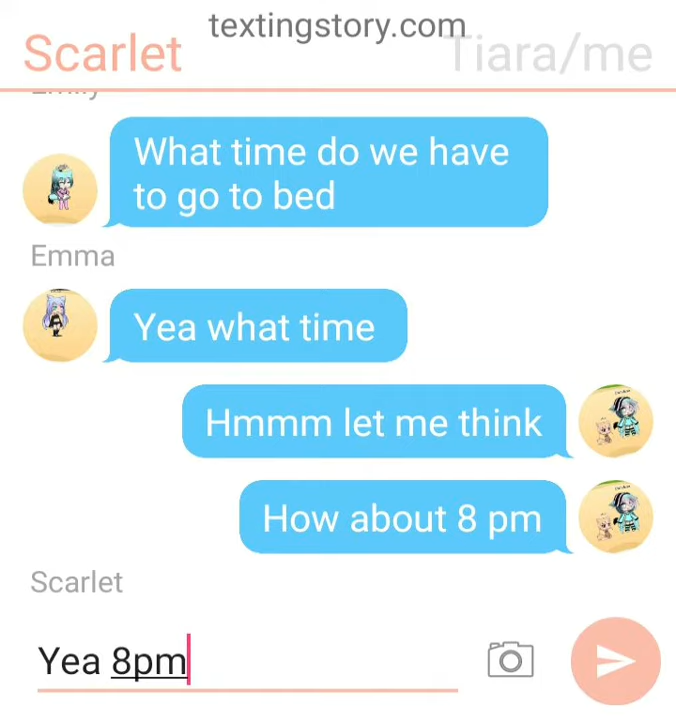 textingstory.com
Scarlet
Tiara/me
What time do we have
to go to bed
Emma
Yea what time
Hmmm let me think
How about 8 pm
Scarlet
Yea 8pm